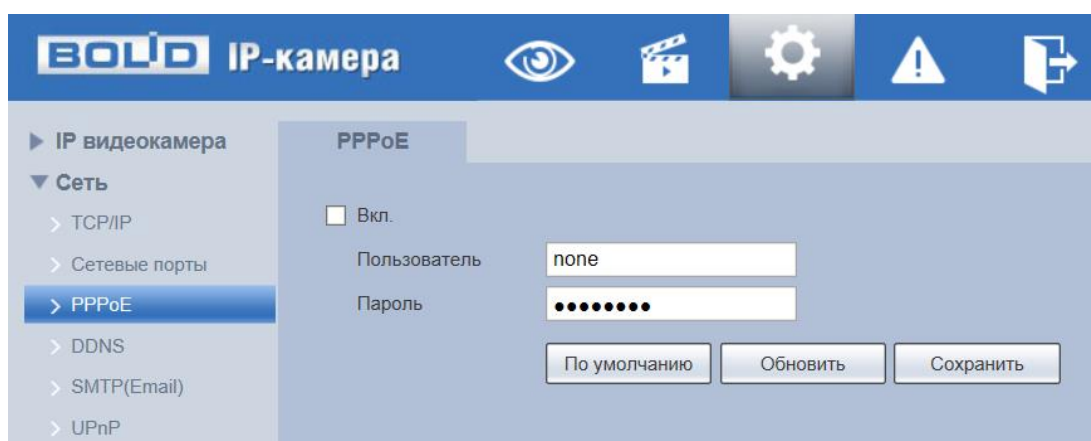 BOLID IP-камера
IP видеокамера
Сеть
TCP/IP
Сетевые порты
PPPoE
DDNS
SMTP(Email)
UPnP
PPPoE
Вкл.
Пользователь none
Пароль ••••••••
По умолчанию Обновить Сохранить